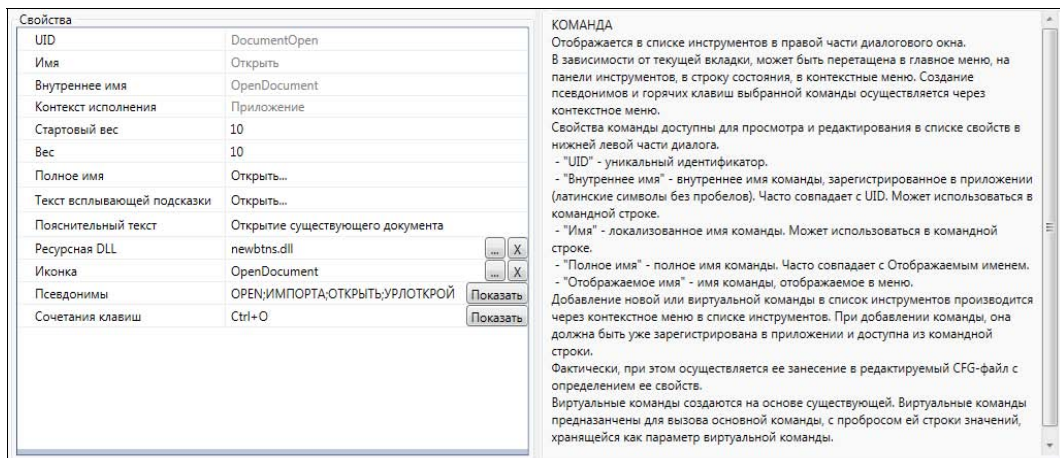 Свойства
UID DocumentOpen
Имя Открыть
Внутреннее имя OpenDocument
Контекст исполнения Приложение
Стартовый вес 10
Вес 10
Полное имя Открыть...
Текст всплывающей подсказки Открыть...
Пояснительный текст Открытие существующего документа
Ресурсная DLL newbtns.dll ... X
Иконка OpenDocument ... X
Псевдонимы OPEN;ИМПОРТА;ОТКРЫТЬ;УРЛОТКРОЙ Показать
Сочетания клавиш Ctrl+O Показать
КОМАНДА
Отображается в списке инструментов в правой части диалогового окна.
В зависимости от текущей вкладки, может быть перетащена в главное меню, на
панели инструментов, в строку состояния, в контекстные меню. Создание
псевдонимов и горячих клавиш выбранной команды осуществляется через
контекстное меню.
Свойства команды доступны для просмотра и редактирования в списке свойств в
нижней левой части диалога.
- "UID" - уникальный идентификатор.
- "Внутреннее имя" - внутреннее имя команды, зарегистрированное в приложении
(латинские символы без пробелов). Часто совпадает с UID. Может использоваться в
командной строке.
- "Имя" - локализованное имя команды. Может использоваться в командной
строке.
- "Полное имя" - полное имя команды. Часто совпадает с Отображаемым именем.
- "Отображаемое имя" - имя команды, отображаемое в меню.
Добавление новой или виртуальной команды в список инструментов производится
через контекстное меню в списке инструментов. При добавлении команды, она
должна быть уже зарегистрирована в приложении и доступна из командной
строки.
Фактически, при этом осуществляется ее занесение в редактируемый CFG-файл с
определением ее свойств.
Виртуальные команды создаются на основе существующей. Виртуальные команды
предназанчены для вызова основной команды, с пробросом ей строки значений,
хранящейся как параметр виртуальной команды.